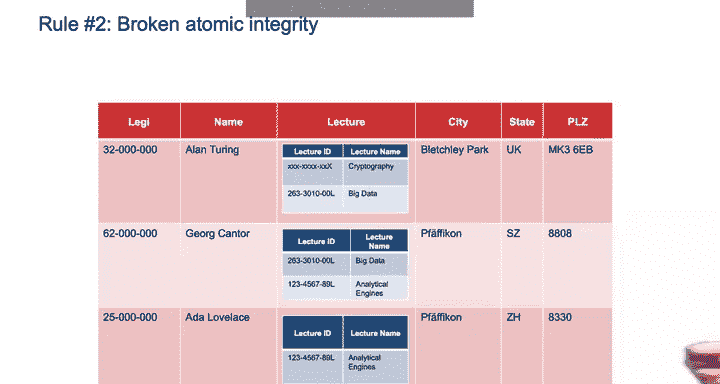 Rule #2: Broken atomic integrity
Legi Name Lecture City State PLZ
32-000-000 Alan Turing Bletchley Park UK MK3 6EB
Lecture ID Lecture Name
xxx-xxxx-xxX Cryptography
263-3010-00L Big Data
62-000-000 Georg Cantor Pfäffikon SZ 8808
Lecture ID Lecture Name
263-3010-00L Big Data
123-4567-89L Analytical Engines
25-000-000 Ada Lovelace Pfäffikon ZH 8330
Lecture ID Lecture Name
123-4567-89L Analytical Engines